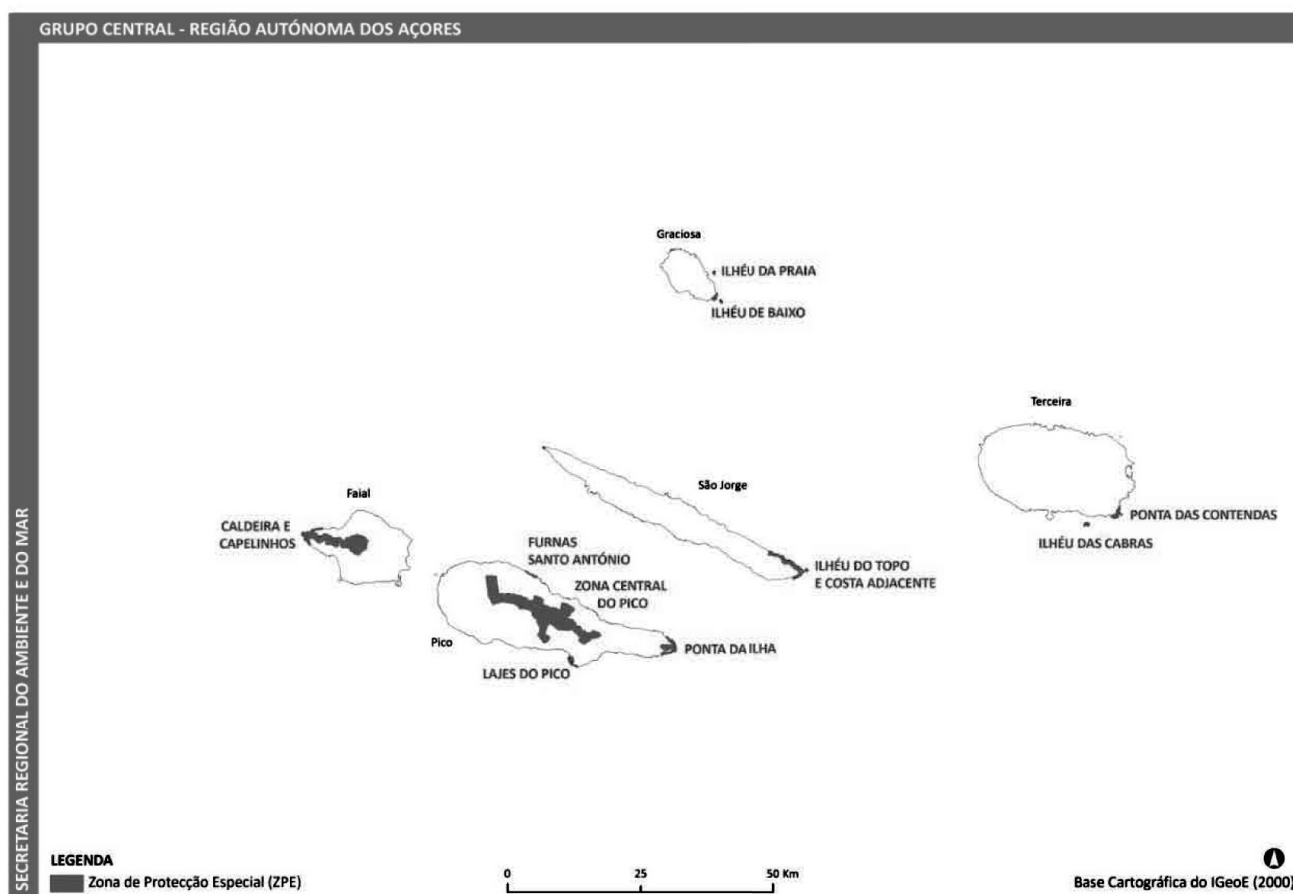 GRUPO CENTRAL - REGIÃO AUTÓNOMA DOS AÇORES
SECRETARIA REGIONAL DO AMBIENTE E DO MAR
Graciosa
ILHÉU DA PRAIA
ILHÉU DE BAIXO
Terceira
PONTA DAS CONTENDAS
ILHÉU DAS CABRAS
São Jorge
ILHÉU DO TOPO
E COSTA ADJACENTE
Faial
CALDEIRA E
CAPELINHOS
FURNAS
SANTO ANTÓNIO
ZONA CENTRAL
DO PICO
Pico
LAJES DO PICO
PONTA DA ILHA
LEGENDA
Zona de Protecção Especial (ZPE)
0 25 50 Km
Base Cartográfica do IGeoE (2000)